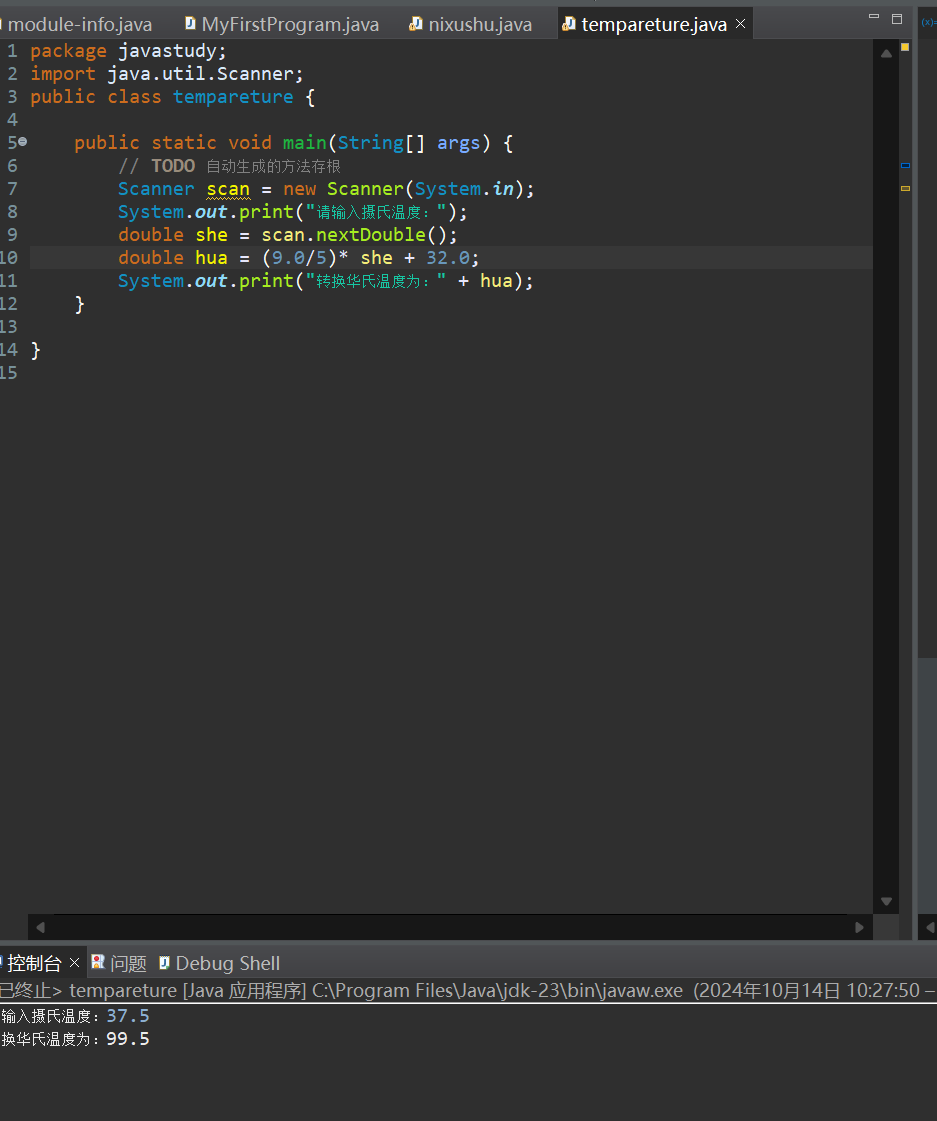 module-info.java MyFirstProgram.java nixushu.java tempareture.java
1 package javastudy;
2 import java.util.Scanner;
3 public class tempareture {
4
5 public static void main(String[] args) {
6 // TODO 自动生成的方法存根
7 Scanner scan = new Scanner(System.in);
8 System.out.print("请输入摄氏温度：");
9 double she = scan.nextDouble();
10 double hua = (9.0/5)* she + 32.0;
11 System.out.print("转换华氏温度为：" + hua);
12 }
13
14 }
15
控制台 问题 Debug Shell
已终止> tempareture [Java 应用程序] C:\Program Files\Java\jdk-23\bin\javaw.exe (2024年10月14日 10:27:50 –
输入摄氏温度：37.5
换华氏温度为：99.5